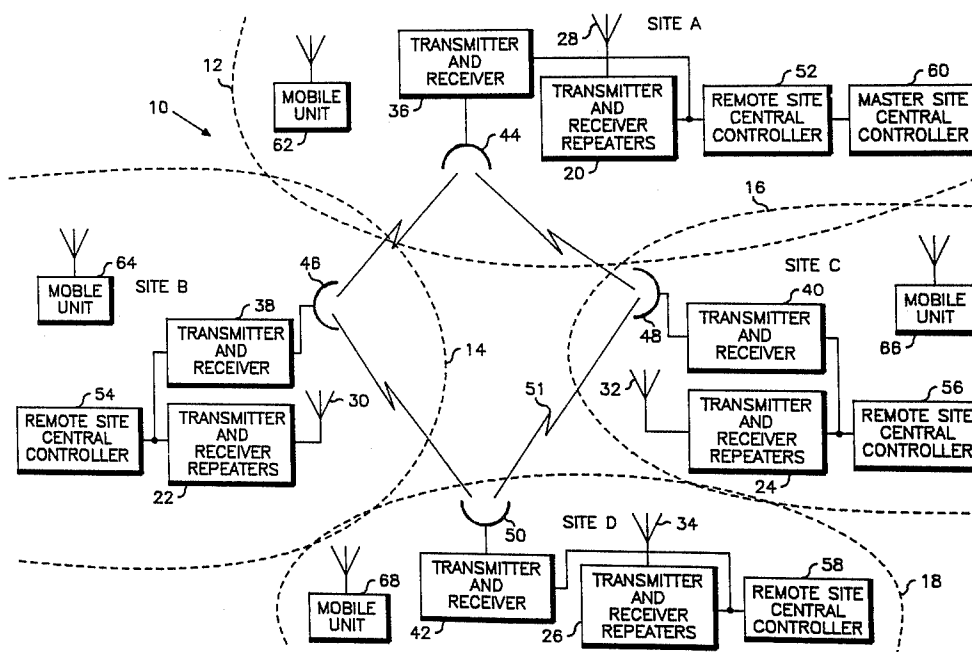 28
SITE A
12
TRANSMITTER
AND
RECEIVER
36
52
60
10
MOBILE
UNIT
62
TRANSMITTER
AND
RECEIVER
REPEATERS
20
REMOTE SITE
CENTRAL
CONTROLLER
MASTER SITE
CENTRAL
CONTROLLER
44
16
64
MOBLE
UNIT
SITE B
46
SITE C
38
40
TRANSMITTER
AND
RECEIVER
48
TRANSMITTER
AND
RECEIVER
MOBILE
UNIT
66
14
54
30
51
32
56
REMOTE SITE
CENTRAL
CONTROLLER
TRANSMITTER
AND
RECEIVER
REPEATERS
22
TRANSMITTER
AND
RECEIVER
REPEATERS
24
REMOTE SITE
CENTRAL
CONTROLLER
50
SITE D
34
68
MOBILE
UNIT
TRANSMITTER
AND
RECEIVER
42
TRANSMITTER
AND
RECEIVER
REPEATERS
26
58
REMOTE SITE
CENTRAL
CONTROLLER
18